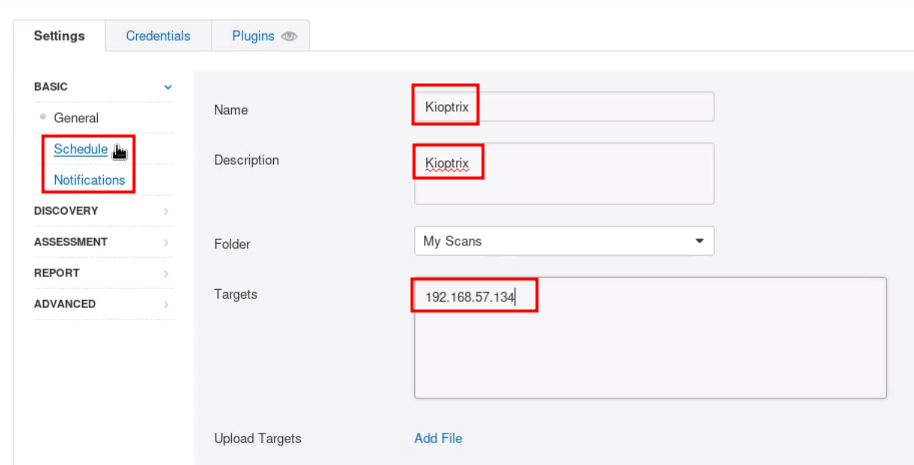 Settings
Credentials
Plugins
BASIC
General
Schedule
Notifications
DISCOVERY
ASSESSMENT
REPORT
ADVANCED
Name
Kioptrix
Description
Kioptrix
Folder
My Scans
Targets
192.168.57.134
Upload Targets
Add File